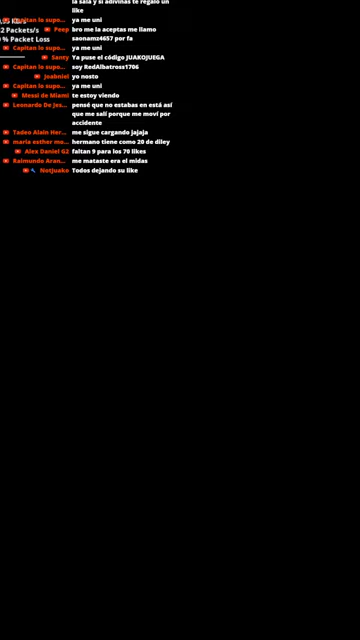 la sala y si adivinas te regalo un
like
Capitan lo supo... ya me uni
2 Packets/s
Peep bro me la aceptas me llamo
saonamz4657 por fa
% Packet Loss
Capitan lo supo... ya me uni
Santy Ya puse el código JUAKOJUEGA
Capitan lo supo... soy RedAlbatross1706
Joabniel yo nosto
Capitan lo supo... ya me uni
Messi de Miami te estoy viendo
Leonardo De Jes... pensé que no estabas en está así
que me salí porque me moví por
accidente
Tadeo Alain Her... me sigue cargando jajaja
maria esther mo... hermano tiene como 20 de diley
Alea Daniel G2 faltan 9 para los 70 likes
Raimundo Aran... me mataste era el midas
NotJuako Todos dejando su like